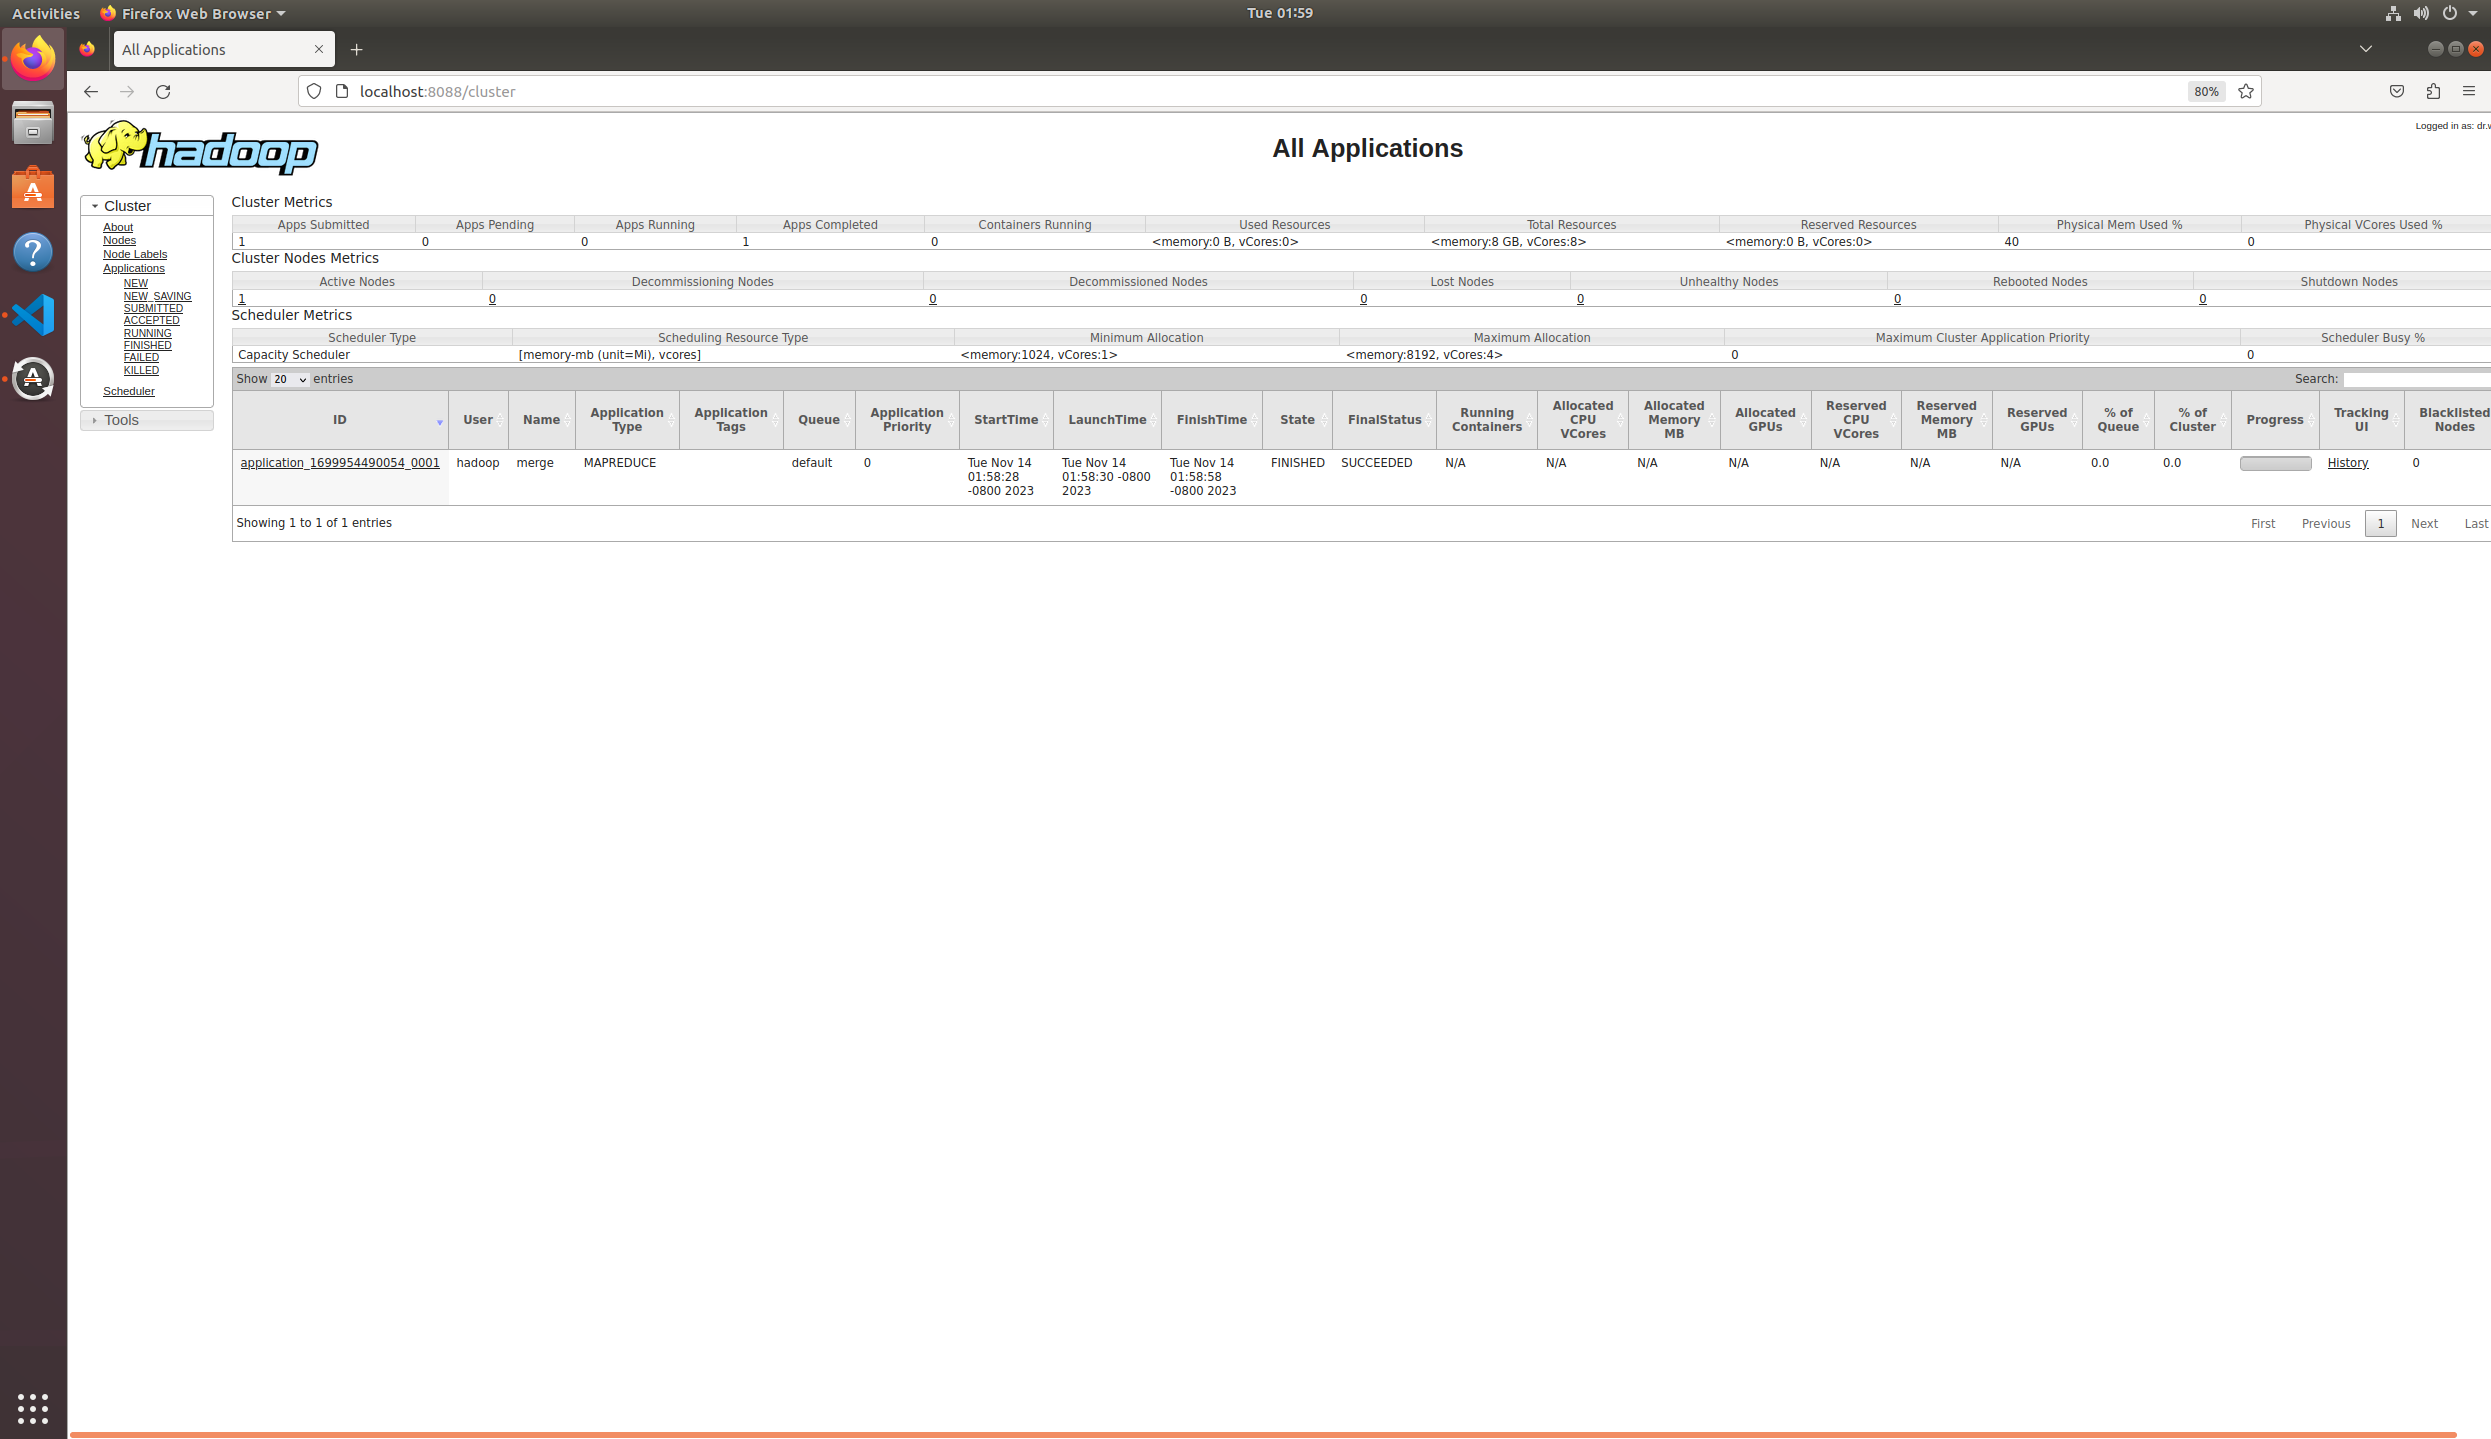 Activities Firefox Web Browser Tue 01:59
All Applications
localhost:8088/cluster 80%
hadoop
All Applications
Logged in as: dr.
Cluster
About
Nodes
Node Labels
Applications
NEW
NEW_SAVING
SUBMITTED
ACCEPTED
RUNNING
FINISHED
FAILED
KILLED
Scheduler
Tools
Cluster Metrics
Apps Submitted Apps Pending Apps Running Apps Completed Containers Running Used Resources Total Resources Reserved Resources Physical Mem Used % Physical VCores Used %
1 0 0 1 0 <memory:0 B, vCores:0> <memory:8 GB, vCores:8> <memory:0 B, vCores:0> 40 0
Cluster Nodes Metrics
Active Nodes Decommissioning Nodes Decommissioned Nodes Lost Nodes Unhealthy Nodes Rebooted Nodes Shutdown Nodes
1 0 0 0 0 0 0
Scheduler Metrics
Scheduler Type Scheduling Resource Type Minimum Allocation Maximum Allocation Maximum Cluster Application Priority Scheduler Busy %
Capacity Scheduler [memory-mb (unit=Mi), vcores] <memory:1024, vCores:1> <memory:8192, vCores:4> 0 0
Show 20 entries Search:
ID User Name Application Type Application Tags Queue Application Priority StartTime LaunchTime FinishTime State FinalStatus Running Containers Allocated CPU VCores Allocated Memory MB Allocated GPUs Reserved CPU VCores Reserved Memory MB Reserved GPUs % of Queue % of Cluster Progress Tracking UI Blacklisted Nodes
application_1699954490054_0001 hadoop merge MAPREDUCE default 0 Tue Nov 14 01:58:28 -0800 2023 Tue Nov 14 01:58:30 -0800 2023 Tue Nov 14 01:58:58 -0800 2023 FINISHED SUCCEEDED N/A N/A N/A N/A N/A N/A N/A 0.0 0.0 History 0
Showing 1 to 1 of 1 entries First Previous 1 Next Last